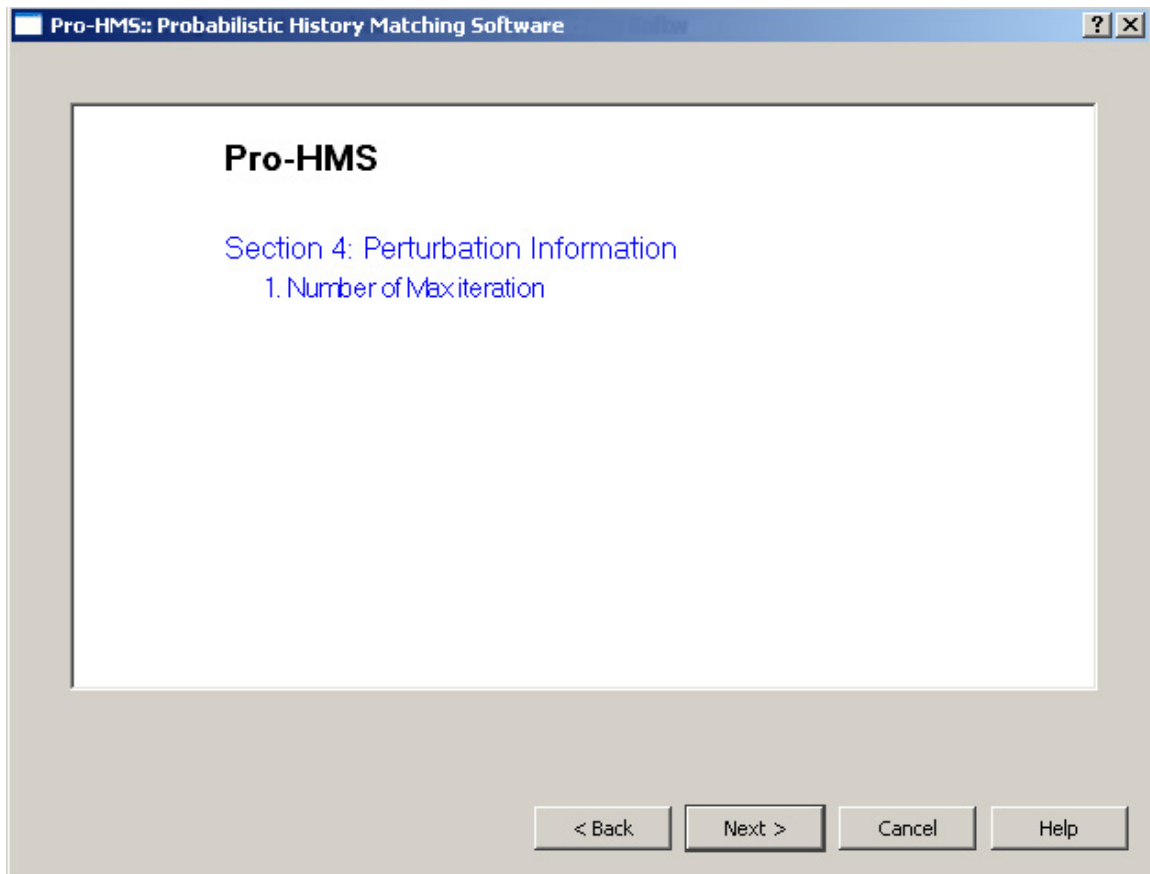 Pro-HMS:: Probabilistic History Matching Software
Pro-HMS
Section 4: Perturbation Information
1. Number of Max iteration
< Back
Next >
Cancel
Help